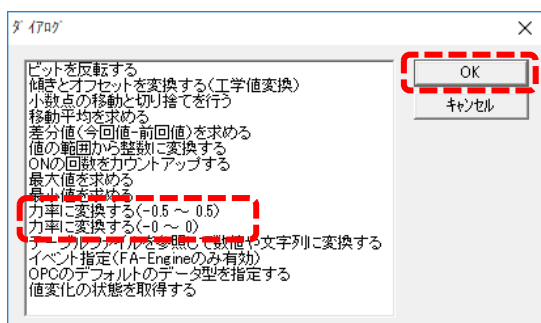 ダイアログ
ビットを反転する
傾きとオフセットを変換する(工学値変換)
小数点の移動と切り捨てを行う
移動平均を求める
差分値(今回値-前回値)を求める
値の範囲から整数に変換する
ONの回数をカウントアップする
最大値を求める
最小値を求める
力率に変換する(-0.5 ～ 0.5)
力率に変換する(-0 ～ 0)
テーブルファイルを参照して数値や文字列に変換する
イベント指定(FA-Engineのみ有効)
OPCのデフォルトのデータ型を指定する
値変化の状態を取得する
OK
キャンセル